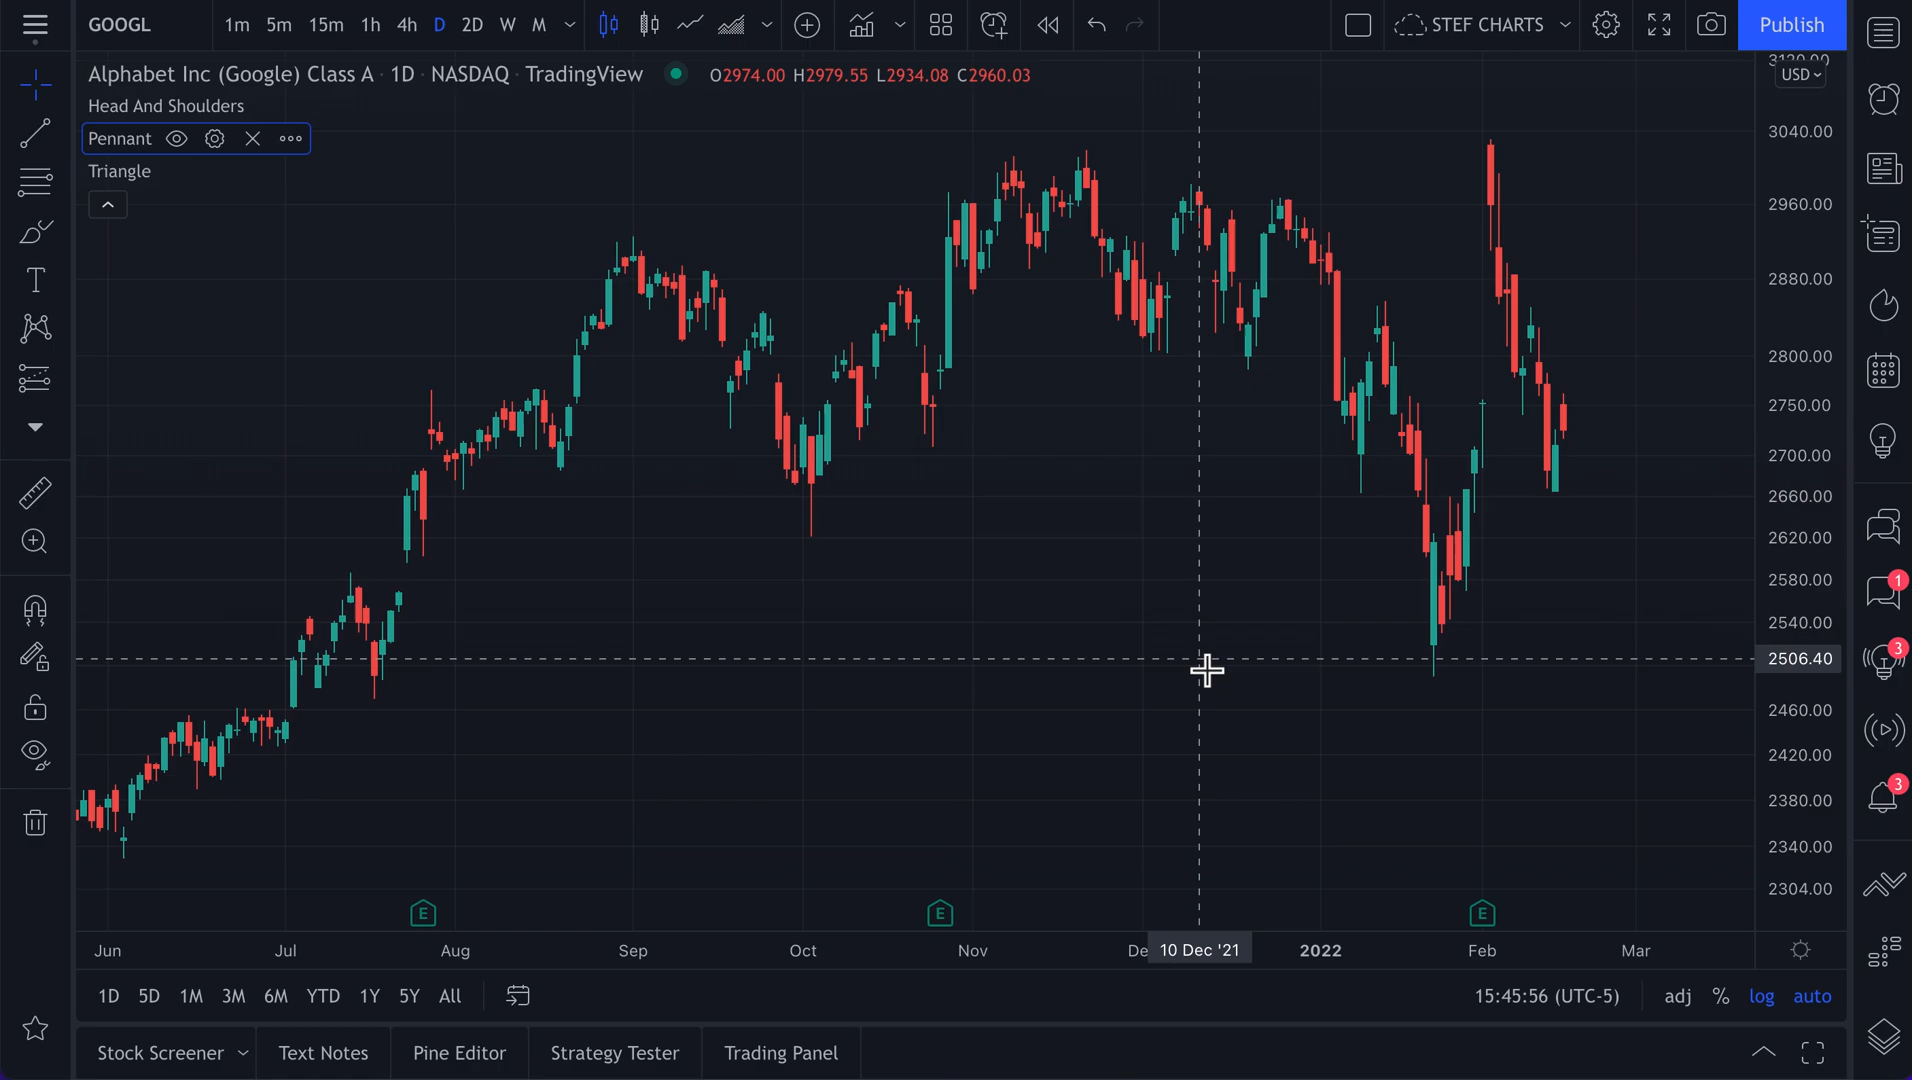 GOOGL 1m 5m 15m 1h 4h D 2D W M STEF CHARTS Publish
Alphabet Inc (Google) Class A · 1D · NASDAQ · TradingView O2974.00 H2979.55 L2934.08 C2960.03
Head And Shoulders
Pennant
Triangle
3120.00
USD
3040.00
2960.00
2880.00
2800.00
2750.00
2700.00
2660.00
2620.00
2580.00
2540.00
2506.40
2460.00
2420.00
2380.00
2340.00
2304.00
1
3
3
E E E
Jun Jul Aug Sep Oct Nov De 10 Dec '21 2022 Feb Mar
1D 5D 1M 3M 6M YTD 1Y 5Y All 15:45:56 (UTC-5) adj % log auto
Stock Screener Text Notes Pine Editor Strategy Tester Trading Panel